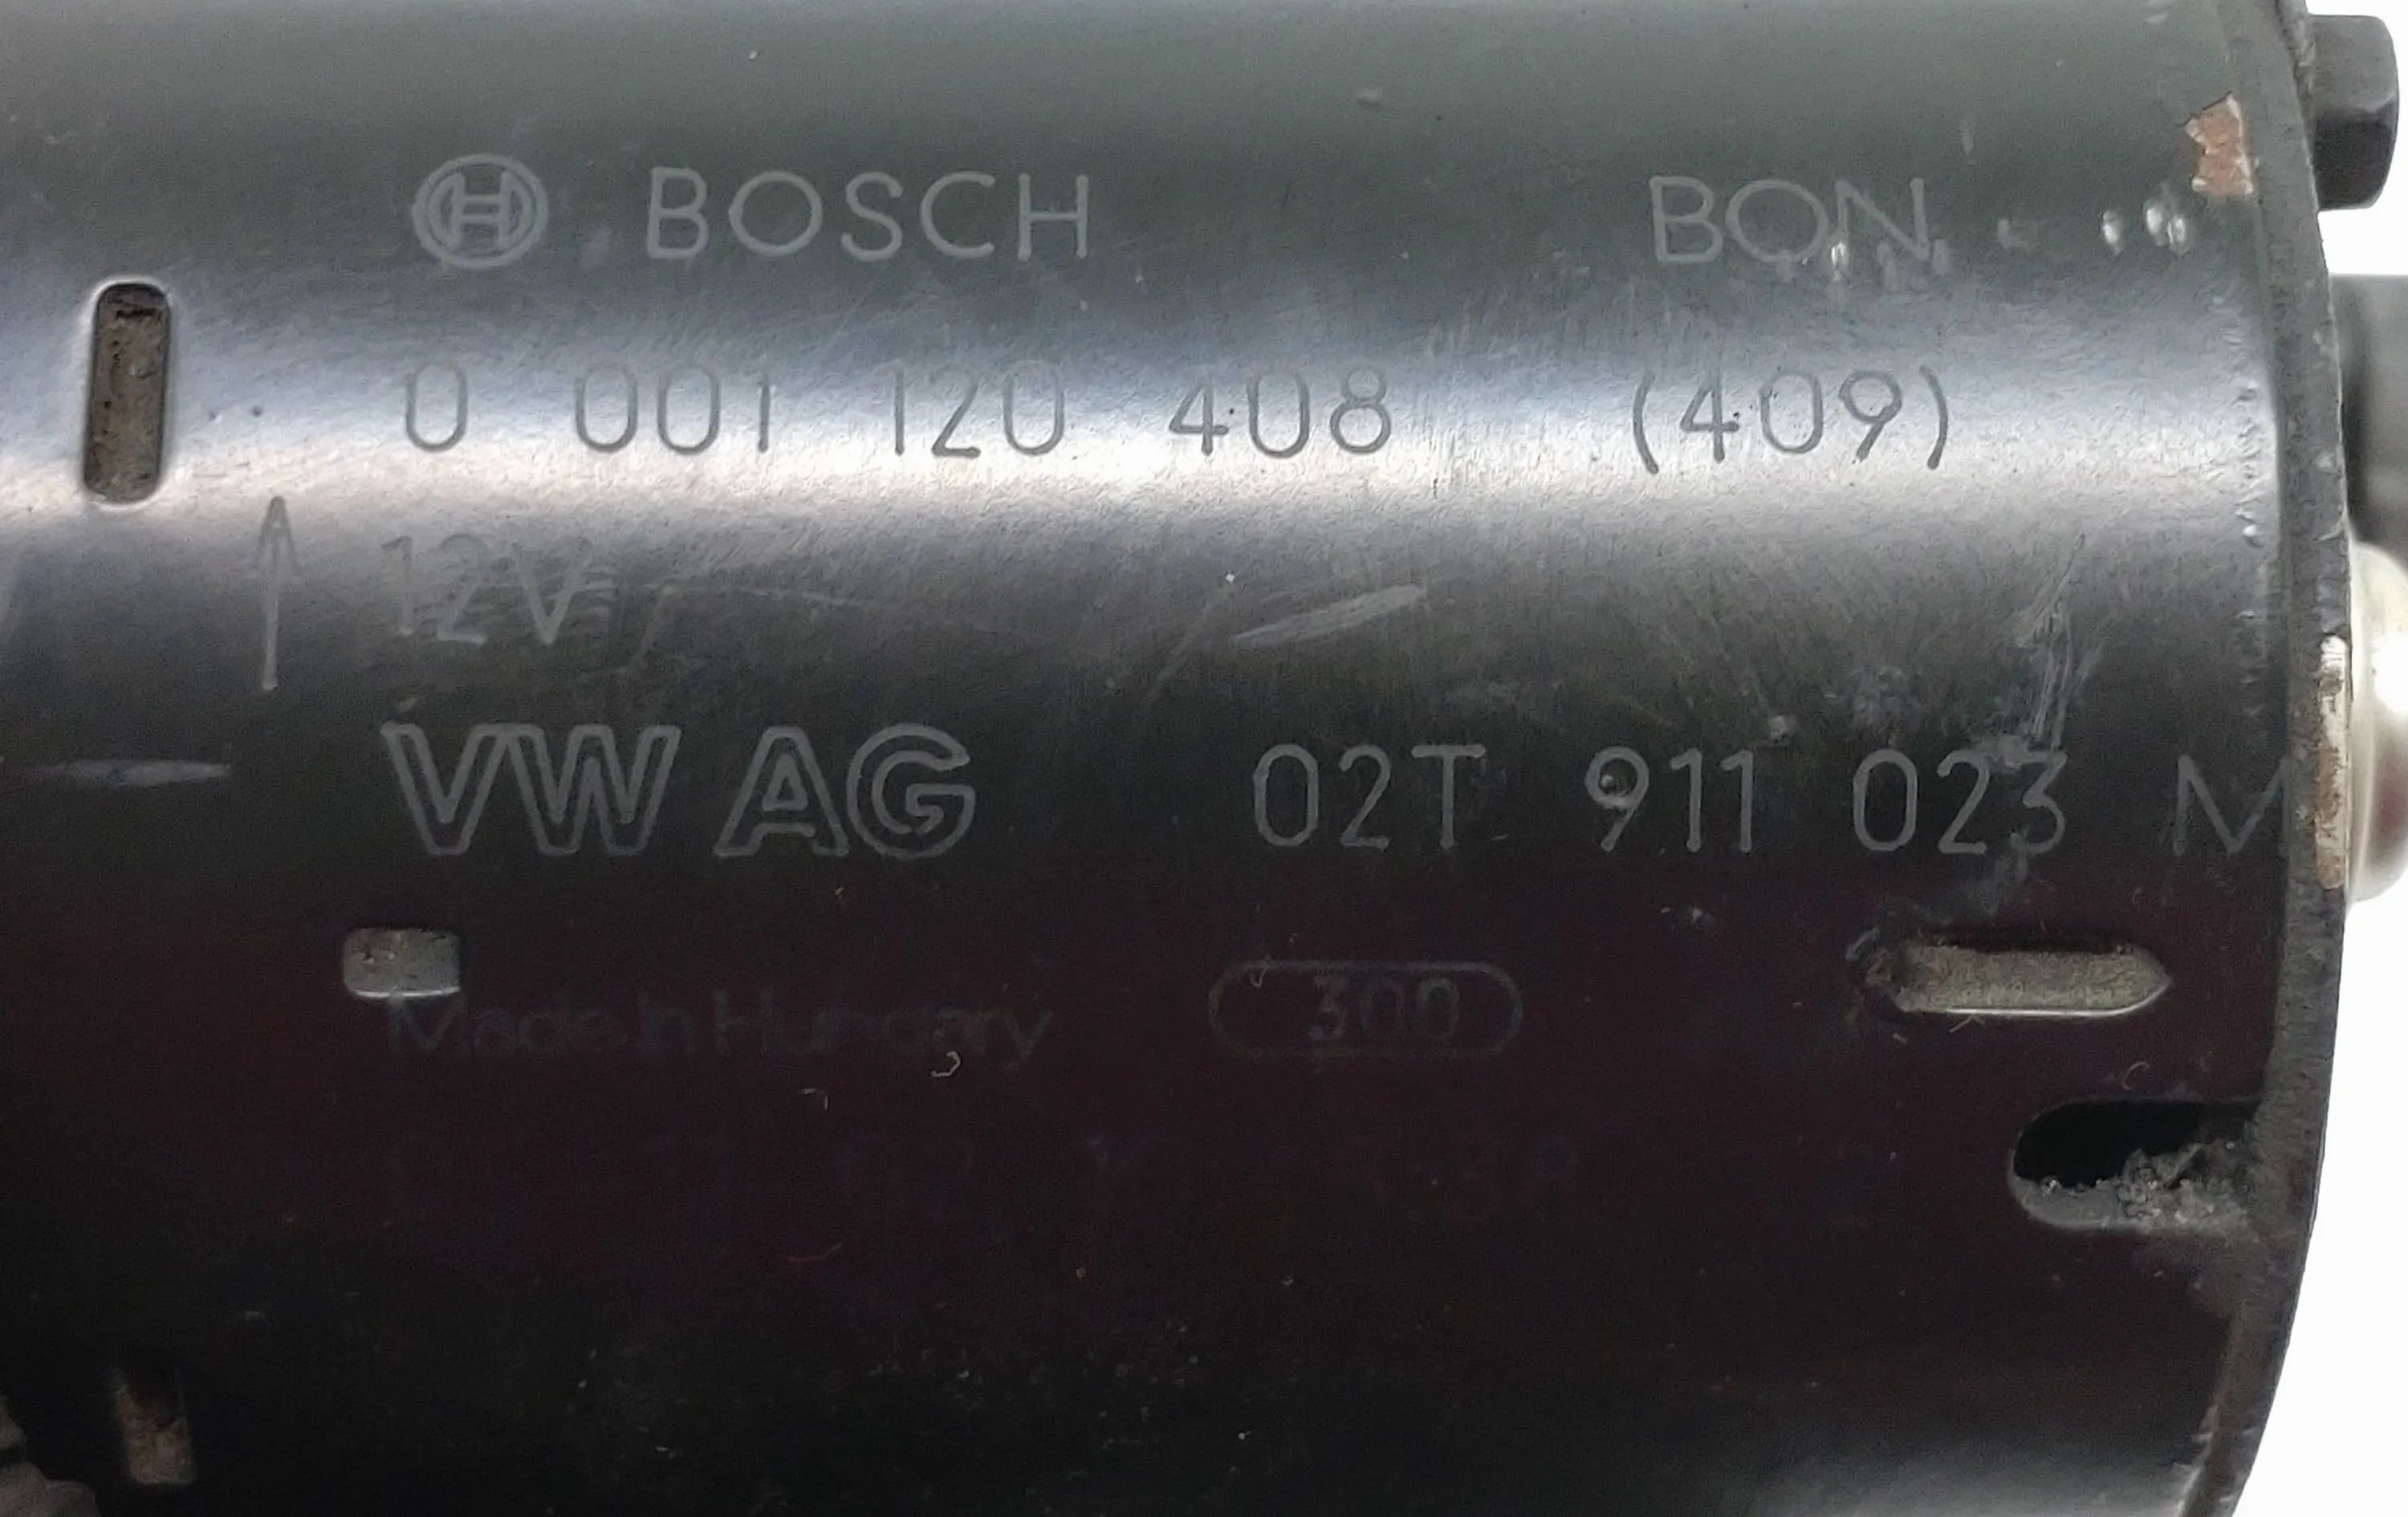 BOSCH BON
0 001 120 408 (409)
12V
VW AG 02T 911 023 M
Made in Hungary 300